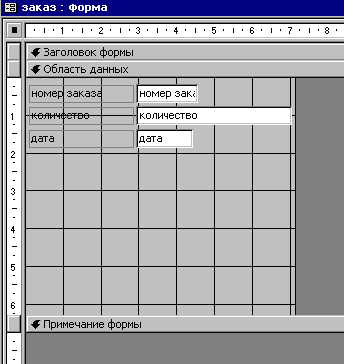 заказ : форма
1 2 3 4 5 6 7 8
Заголовок формы
Область данных
номер заказа номер зака
1 количество количество
дата дата
2
3
4
5
6
Примечание формы